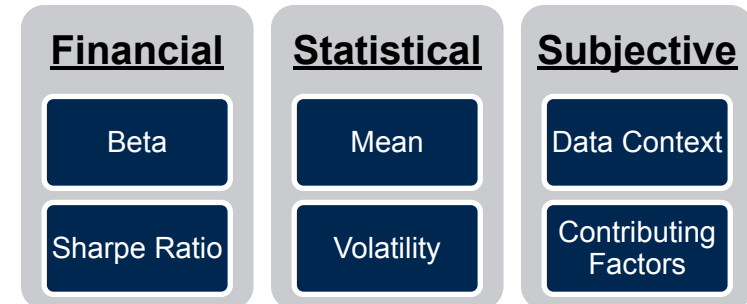 Financial
Beta
Sharpe Ratio
Statistical
Mean
Volatility
Subjective
Data Context
Contributing
Factors